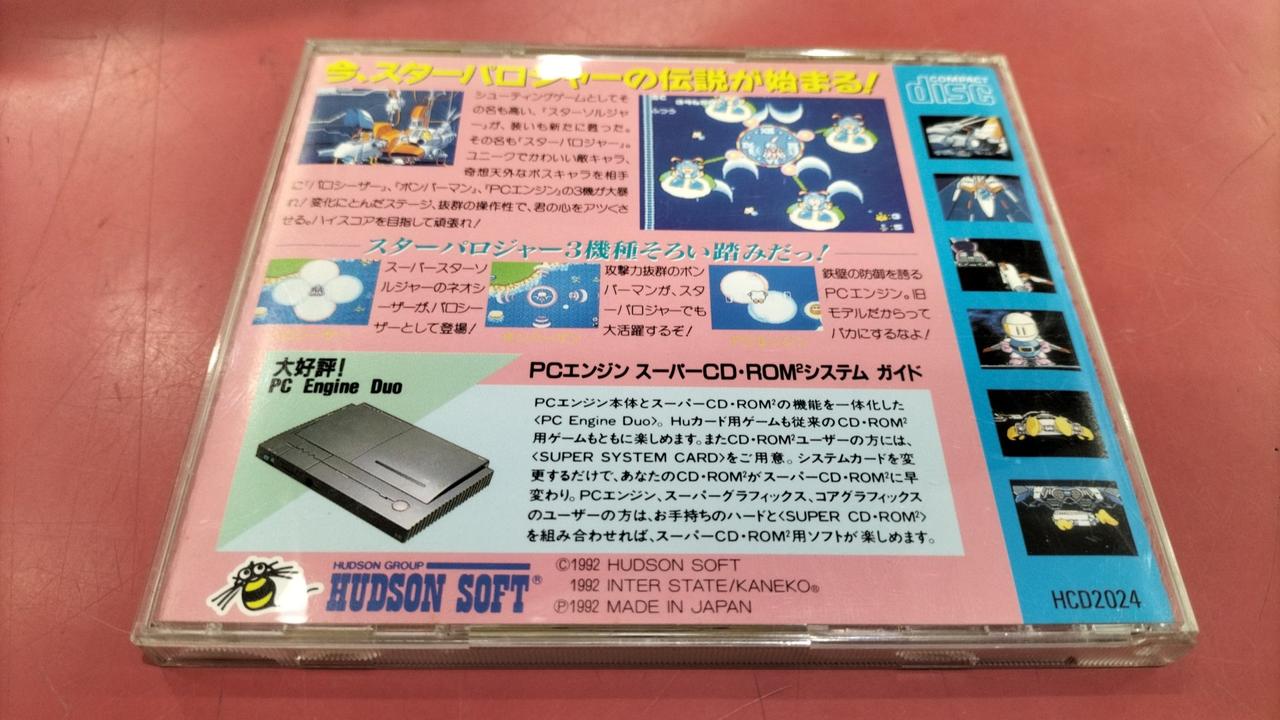 今、スターパロジャーの伝説が始まる!
COMPACT
disc
シューティングゲームとしてそ
の名も高い、「スターソルジャ
ー」が、装いも新たに甦った。
その名も「スターパロジャー」。
ユニークでかわいい敵キャラ、
奇想天外なボスキャラを相手
に「パロシーザー」、「ボンバーマン」、「PCエンジン」の3機が大暴
れ! 変化にとんだステージ、抜群の操作性で、君の心をアツくさ
せる。ハイスコアを目指して頑張れ!
スターパロジャー3機種そろい踏みだっ!
スーパースターソ
ルジャーのネオシ
ーザーが、パロシー
ザーとして登場!
攻撃力抜群のボン
バーマンが、スタ
ーパロジャーでも
大活躍するぞ!
鉄壁の防御を誇る
PCエンジン。旧
モデルだからって
バカにするなよ!
大好評!
PC Engine Duo
PCエンジン スーパーCD・ROM²システム ガイド
PCエンジン本体とスーパーCD・ROM²の機能を一体化した
〈PC Engine Duo〉。Huカード用ゲームも従来のCD・ROM²
用ゲームもともに楽しめます。またCD・ROM²ユーザーの方には、
〈SUPER SYSTEM CARD〉をご用意。システムカードを変
更するだけで、あなたのCD・ROM²がスーパーCD・ROM²に早
変わり。PCエンジン、スーパーグラフィックス、コアグラフィックス
のユーザーの方は、お手持ちのハードと〈SUPER CD・ROM²〉
を組み合わせれば、スーパーCD・ROM²用ソフトが楽しめます。
HUDSON GROUP
HUDSON SOFT®
©1992 HUDSON SOFT
1992 INTER STATE/KANEKO®
℗1992 MADE IN JAPAN
HCD2024